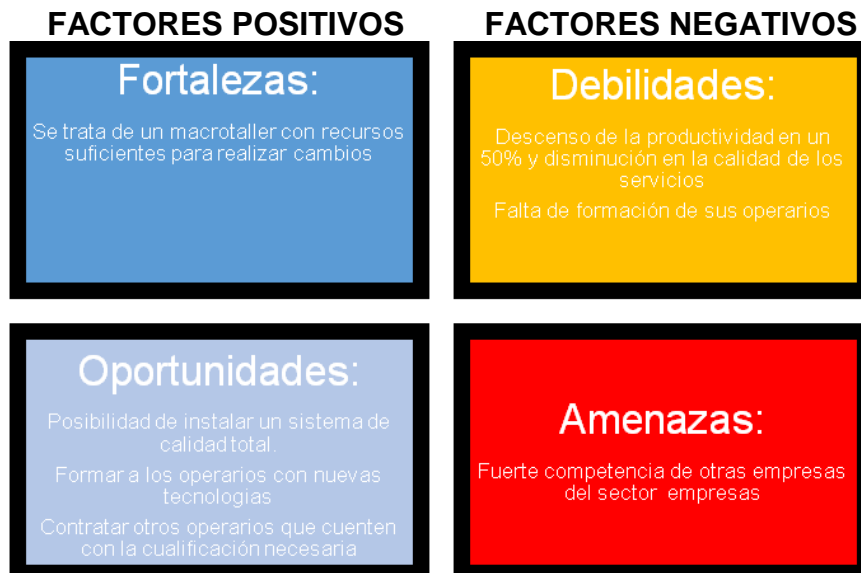 FACTORES POSITIVOS
FACTORES NEGATIVOS
Fortalezas:
Se trata de un macrotaller con recursos
suficientes para realizar cambios
Debilidades:
Descenso de la productividad en un
50% y disminución en la calidad de los
servicios
Falta de formación de sus operarios
Oportunidades:
Posibilidad de instalar un sistema de
calidad total.
Formar a los operarios con nuevas
tecnologias
Contratar otros operarios que cuenten
con la cualificación necesaria
Amenazas:
Fuerte competencia de otras empresas
del sector empresas